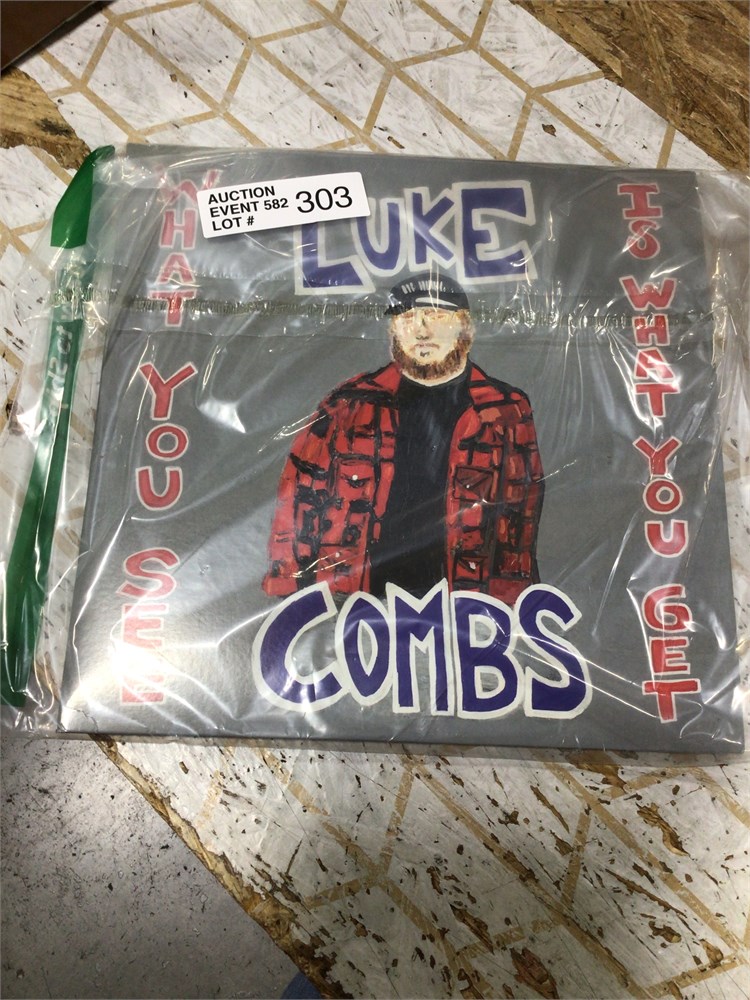 AUCTION
EVENT 582
LOT #
303
LUKE
WHAT
YOU
SEE
IS
WHAT
YOU
GET
COMBS